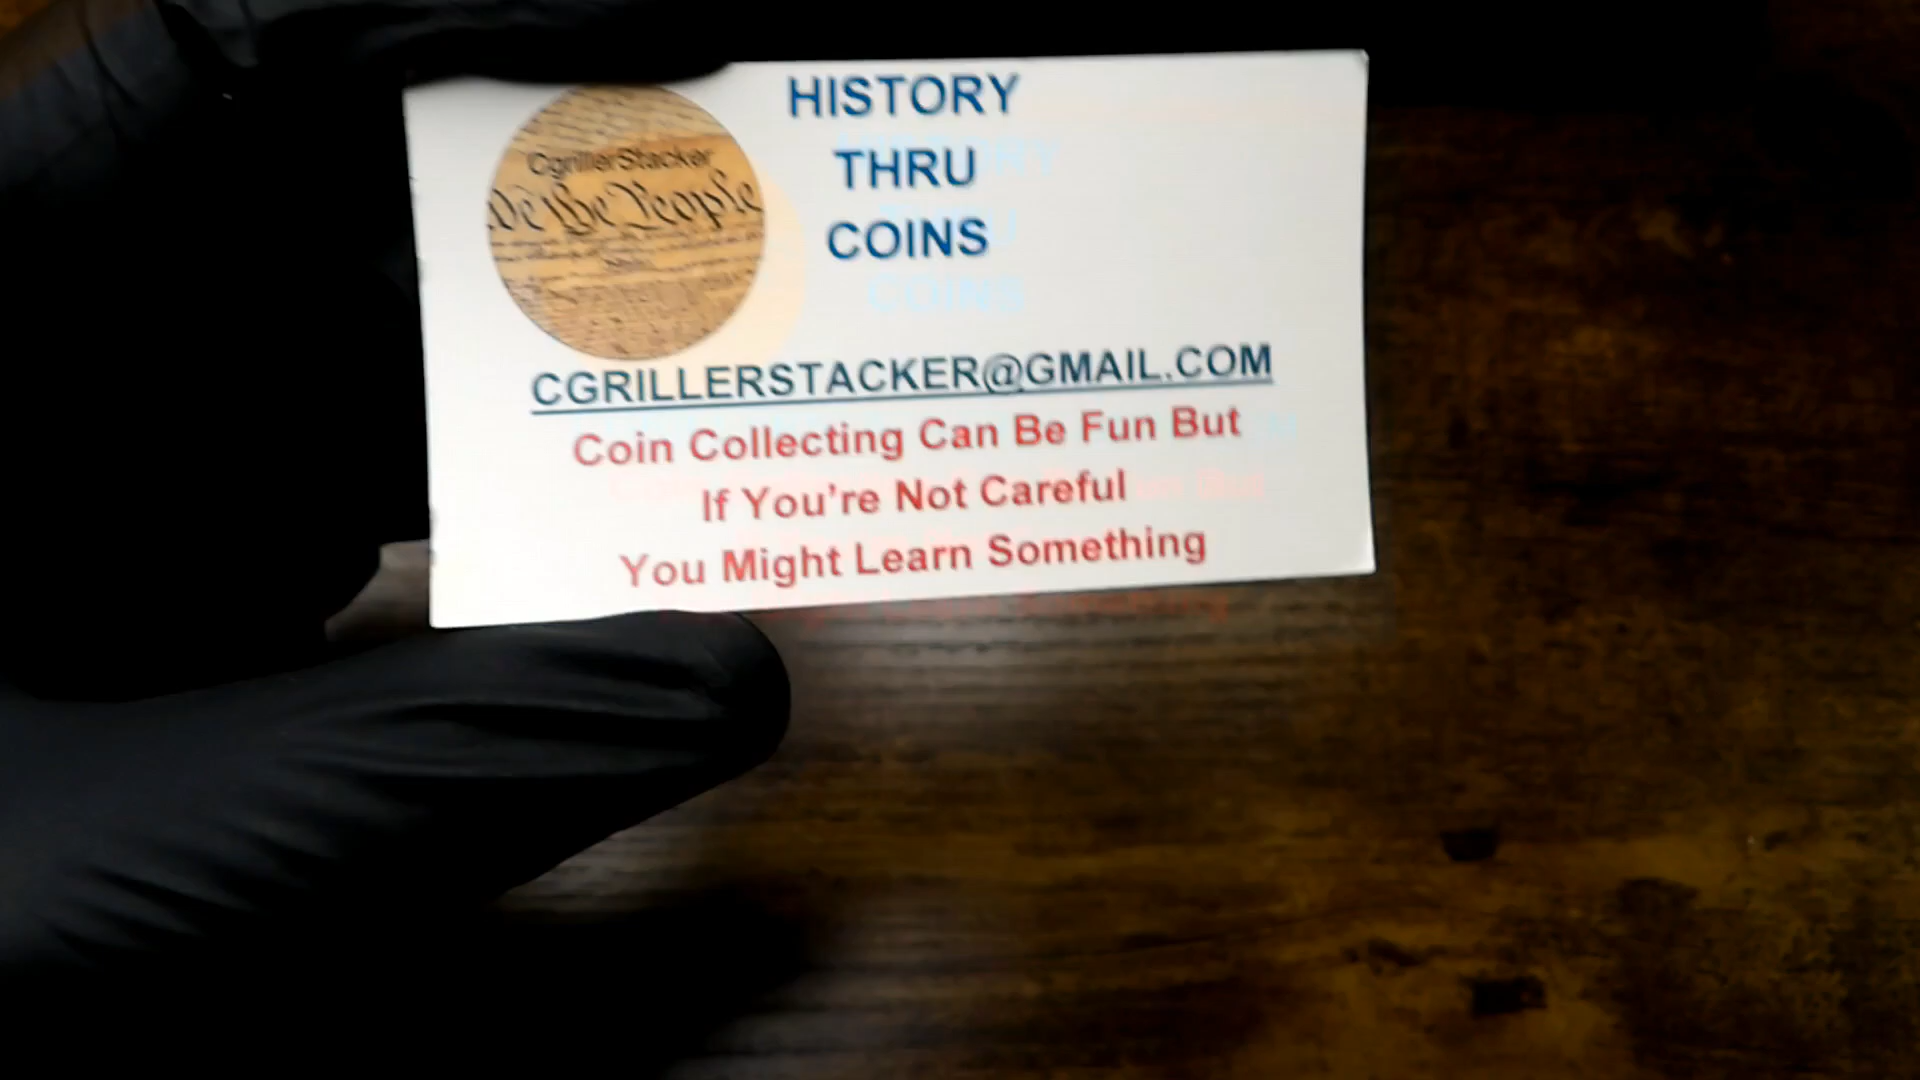 CgrillerStacker
We the People
HISTORY
THRU
COINS
CGRILLERSTACKER@GMAIL.COM
Coin Collecting Can Be Fun But
If You're Not Careful
You Might Learn Something